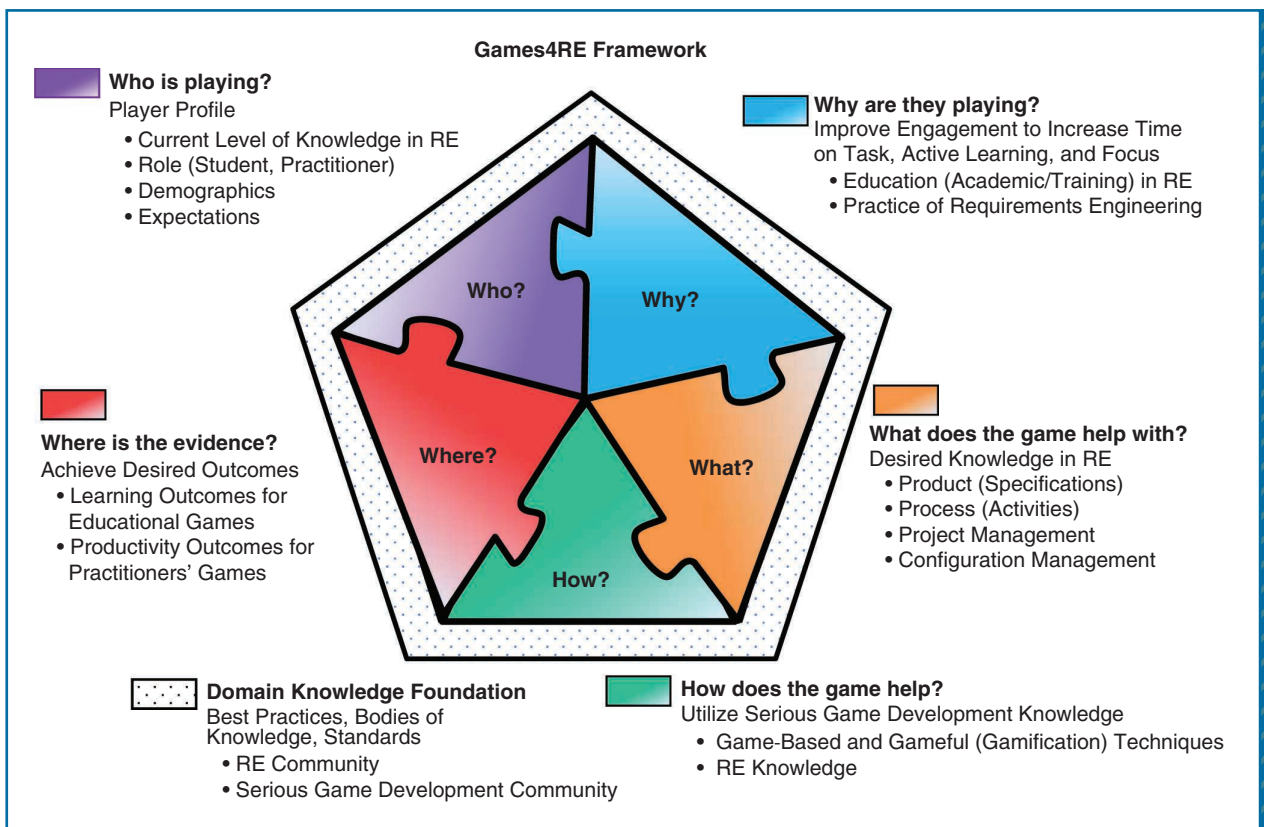 Games4RE Framework
Who is playing?
Player Profile
• Current Level of Knowledge in RE
• Role (Student, Practitioner)
• Demographics
• Expectations
Why are they playing?
Improve Engagement to Increase Time
on Task, Active Learning, and Focus
• Education (Academic/Training) in RE
• Practice of Requirements Engineering
Who?
Why?
Where?
What?
How?
Where is the evidence?
Achieve Desired Outcomes
• Learning Outcomes for
Educational Games
• Productivity Outcomes for
Practitioners' Games
What does the game help with?
Desired Knowledge in RE
• Product (Specifications)
• Process (Activities)
• Project Management
• Configuration Management
Domain Knowledge Foundation
Best Practices, Bodies of
Knowledge, Standards
• RE Community
• Serious Game Development Community
How does the game help?
Utilize Serious Game Development Knowledge
• Game-Based and Gameful (Gamification) Techniques
• RE Knowledge